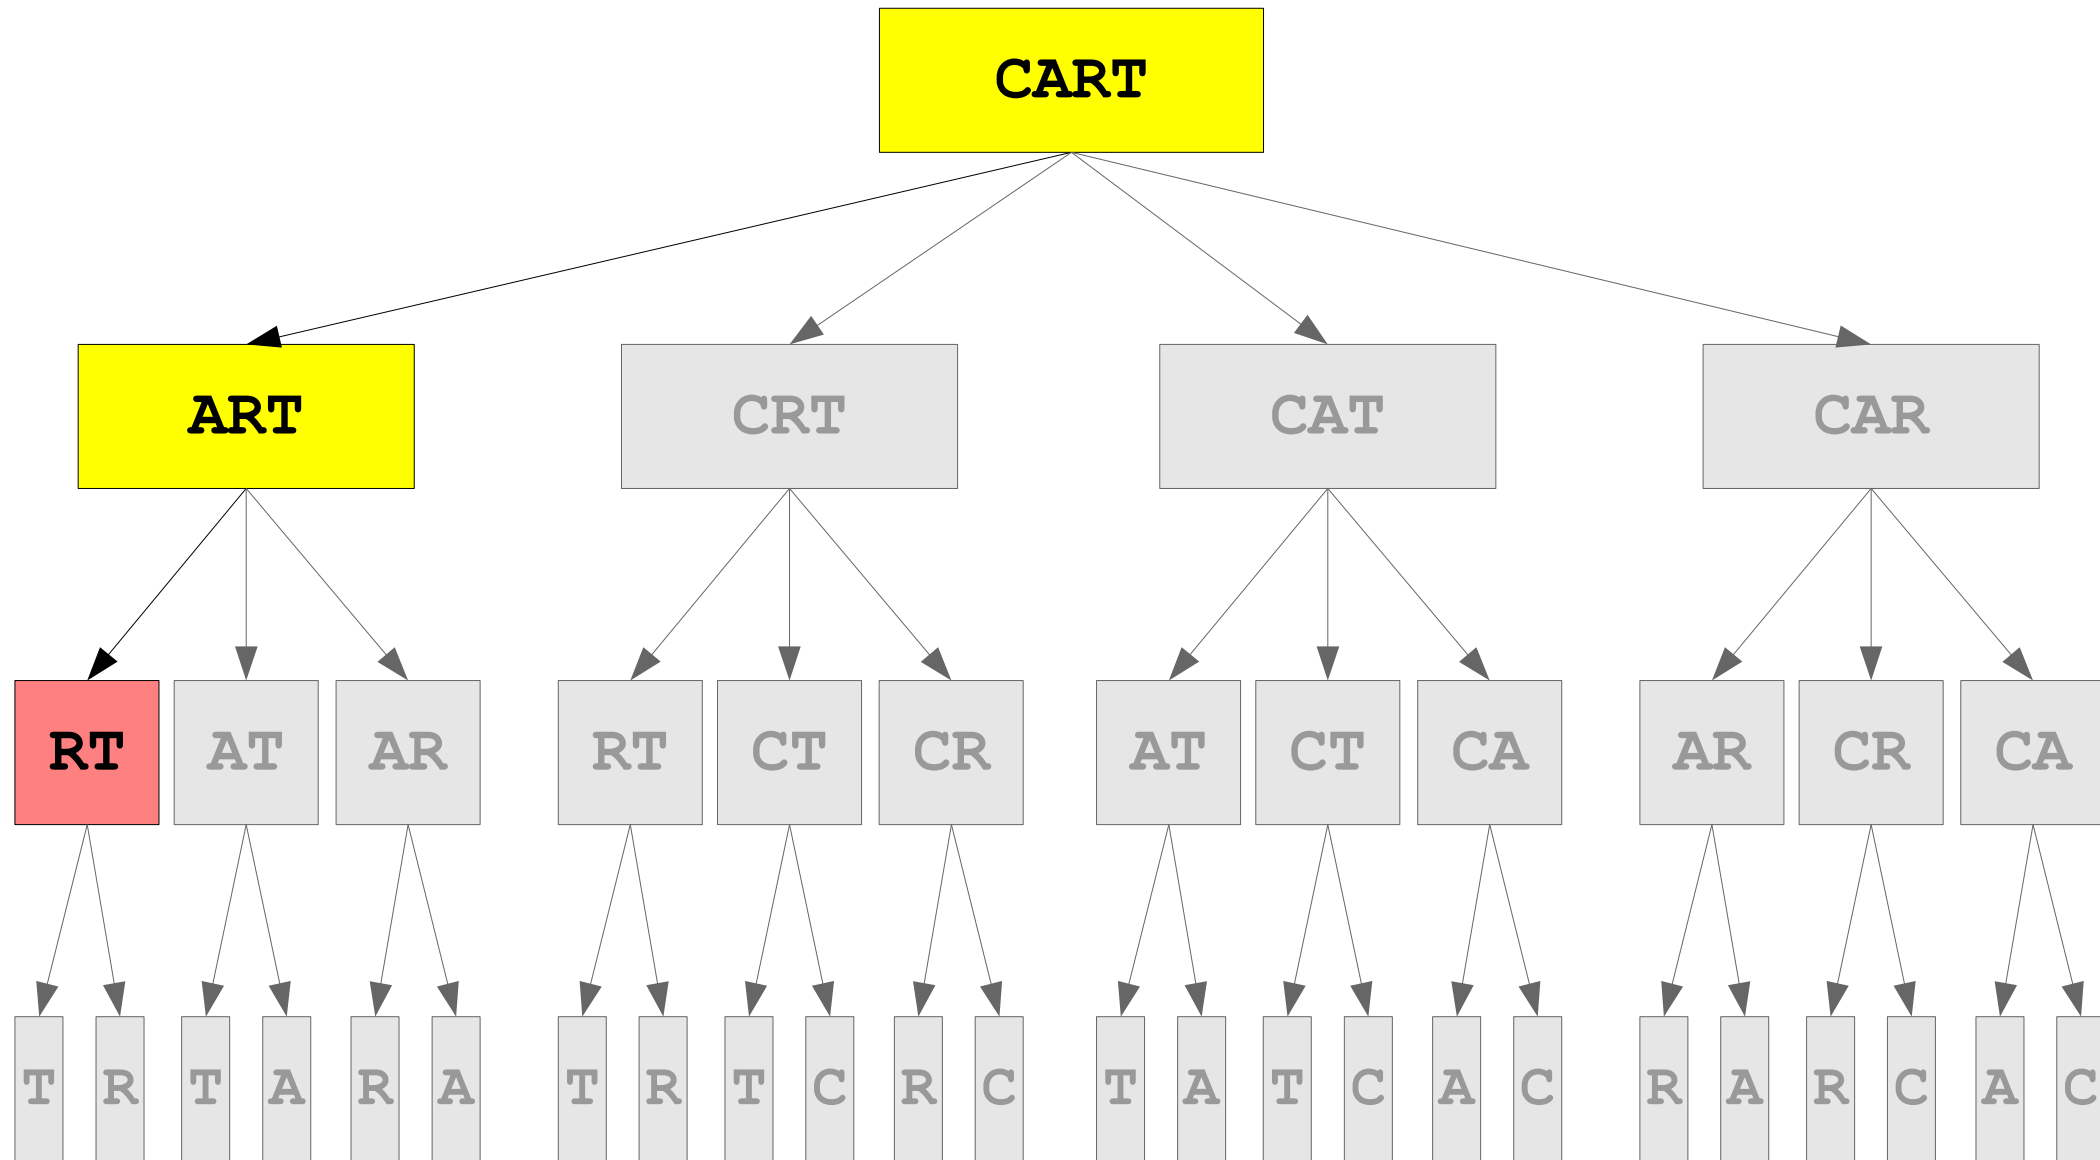 CART
ART CRT CAT CAR
RT AT AR RT CT CR AT CT CA AR CR CA
T R T A R A T R T C R C T A T C A C R A R C A C